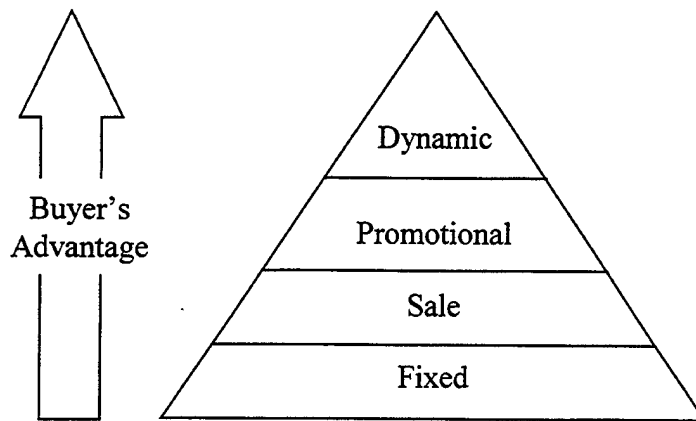 Dynamic
Buyer's
Advantage
Promotional
Sale
Fixed